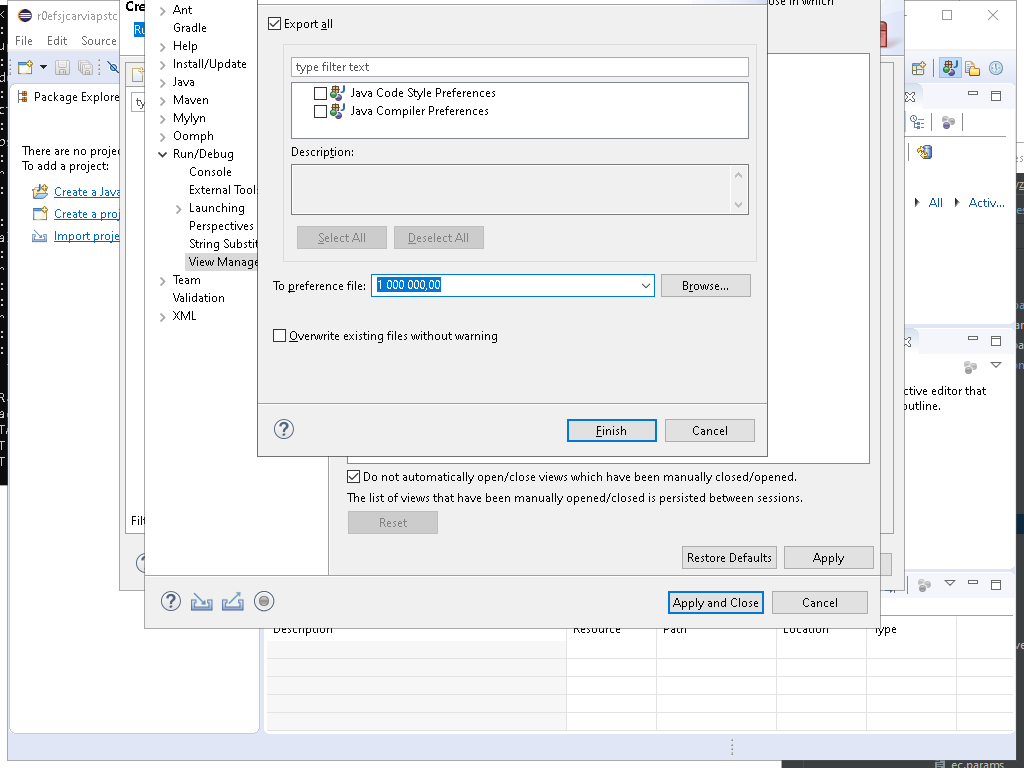 r0efsjcarviapstc
Cre
ose in which
File Edit Source
Ru
Package Explore
ty
There are no projec
To add a project:
Create a Java
Create a proj
Import proje
Ant
Gradle
Help
Install/Update
Java
Maven
Mylyn
Oomph
Run/Debug
Console
External Tool
Launching
Perspectives
String Substit
View Manage
Team
Validation
XML
Export all
type filter text
Java Code Style Preferences
Java Compiler Preferences
Description:
Select All
Deselect All
To preference file:
1 000 000,00
Browse...
Overwrite existing files without warning
Finish
Cancel
All
Activ...
ctive editor that
outline.
Do not automatically open/close views which have been manually closed/opened.
The list of views that have been manually opened/closed is persisted between sessions.
Reset
Filt
Restore Defaults
Apply
Apply and Close
Cancel
Description Resource Path Location Type
ec.params